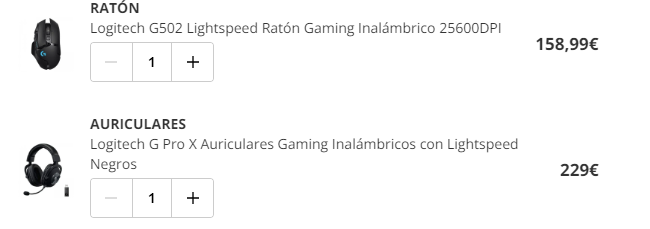 RATÓN
Logitech G502 Lightspeed Ratón Gaming Inalámbrico 25600DPI
158,99€
— 1 +
AURICULARES
Logitech G Pro X Auriculares Gaming Inalámbricos con Lightspeed
Negros
229€
— 1 +